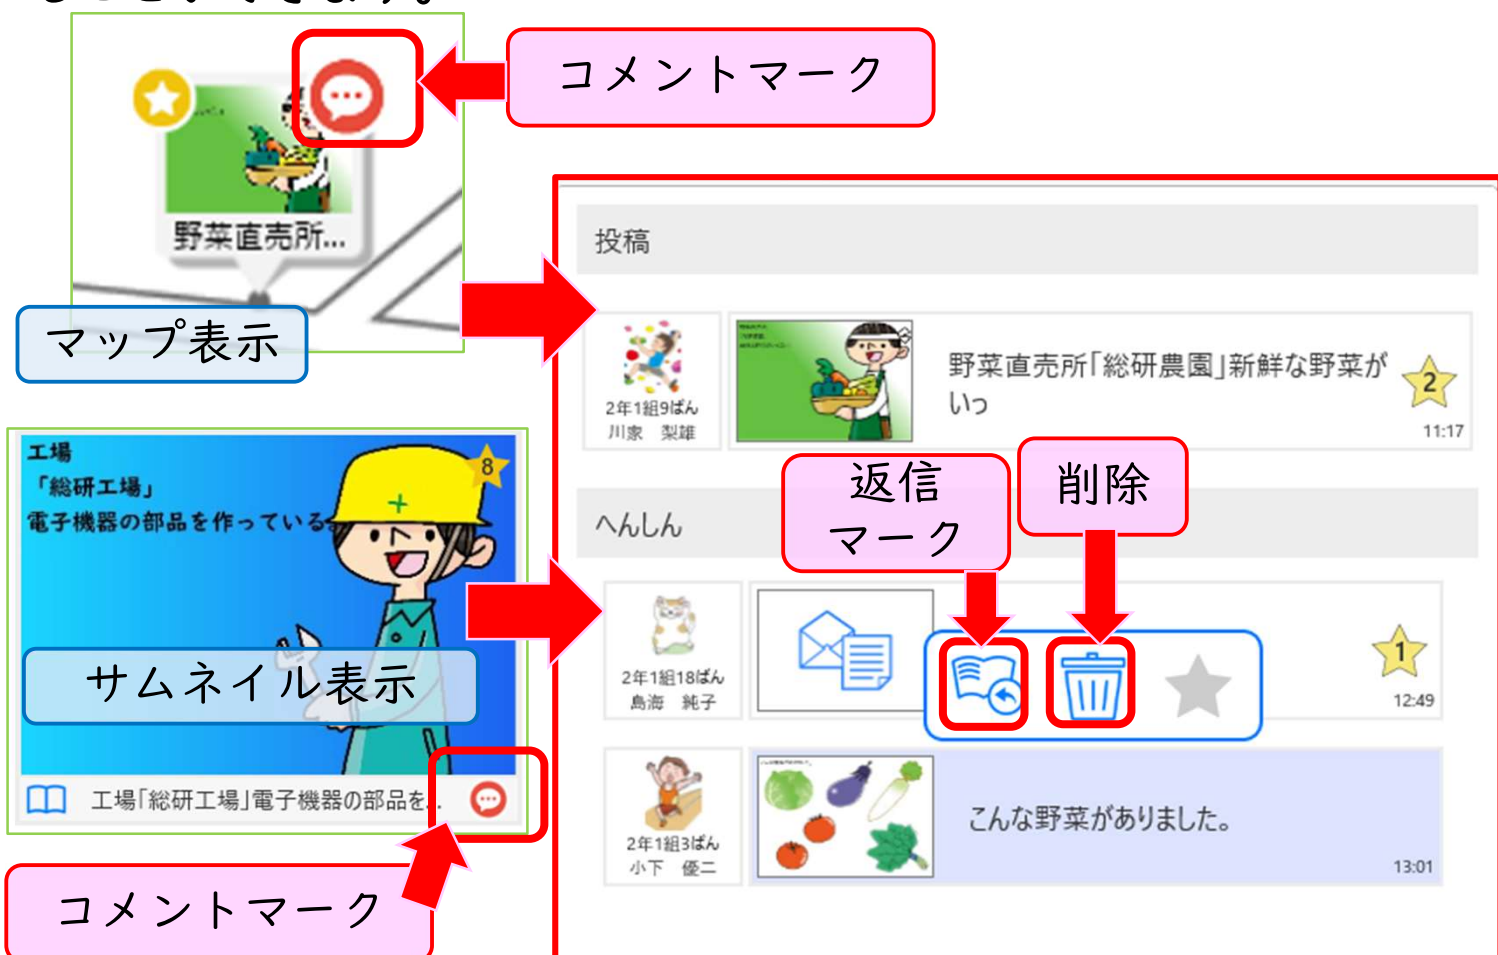 コメントマーク
野菜直売所...
マップ表示
工場
「総研工場」
電子機器の部品を作っている
8
サムネイル表示
工場「総研工場」電子機器の部品を...
コメントマーク
投稿
2年1組9ばん
川家 梨雄
野菜直売所「総研農園」新鮮な野菜が
いっ
2
11:17
返信
マーク
削除
へんしん
2年1組18ばん
鳥海 純子
1
12:49
2年1組3ばん
小下 優二
こんな野菜がありました。
13:01